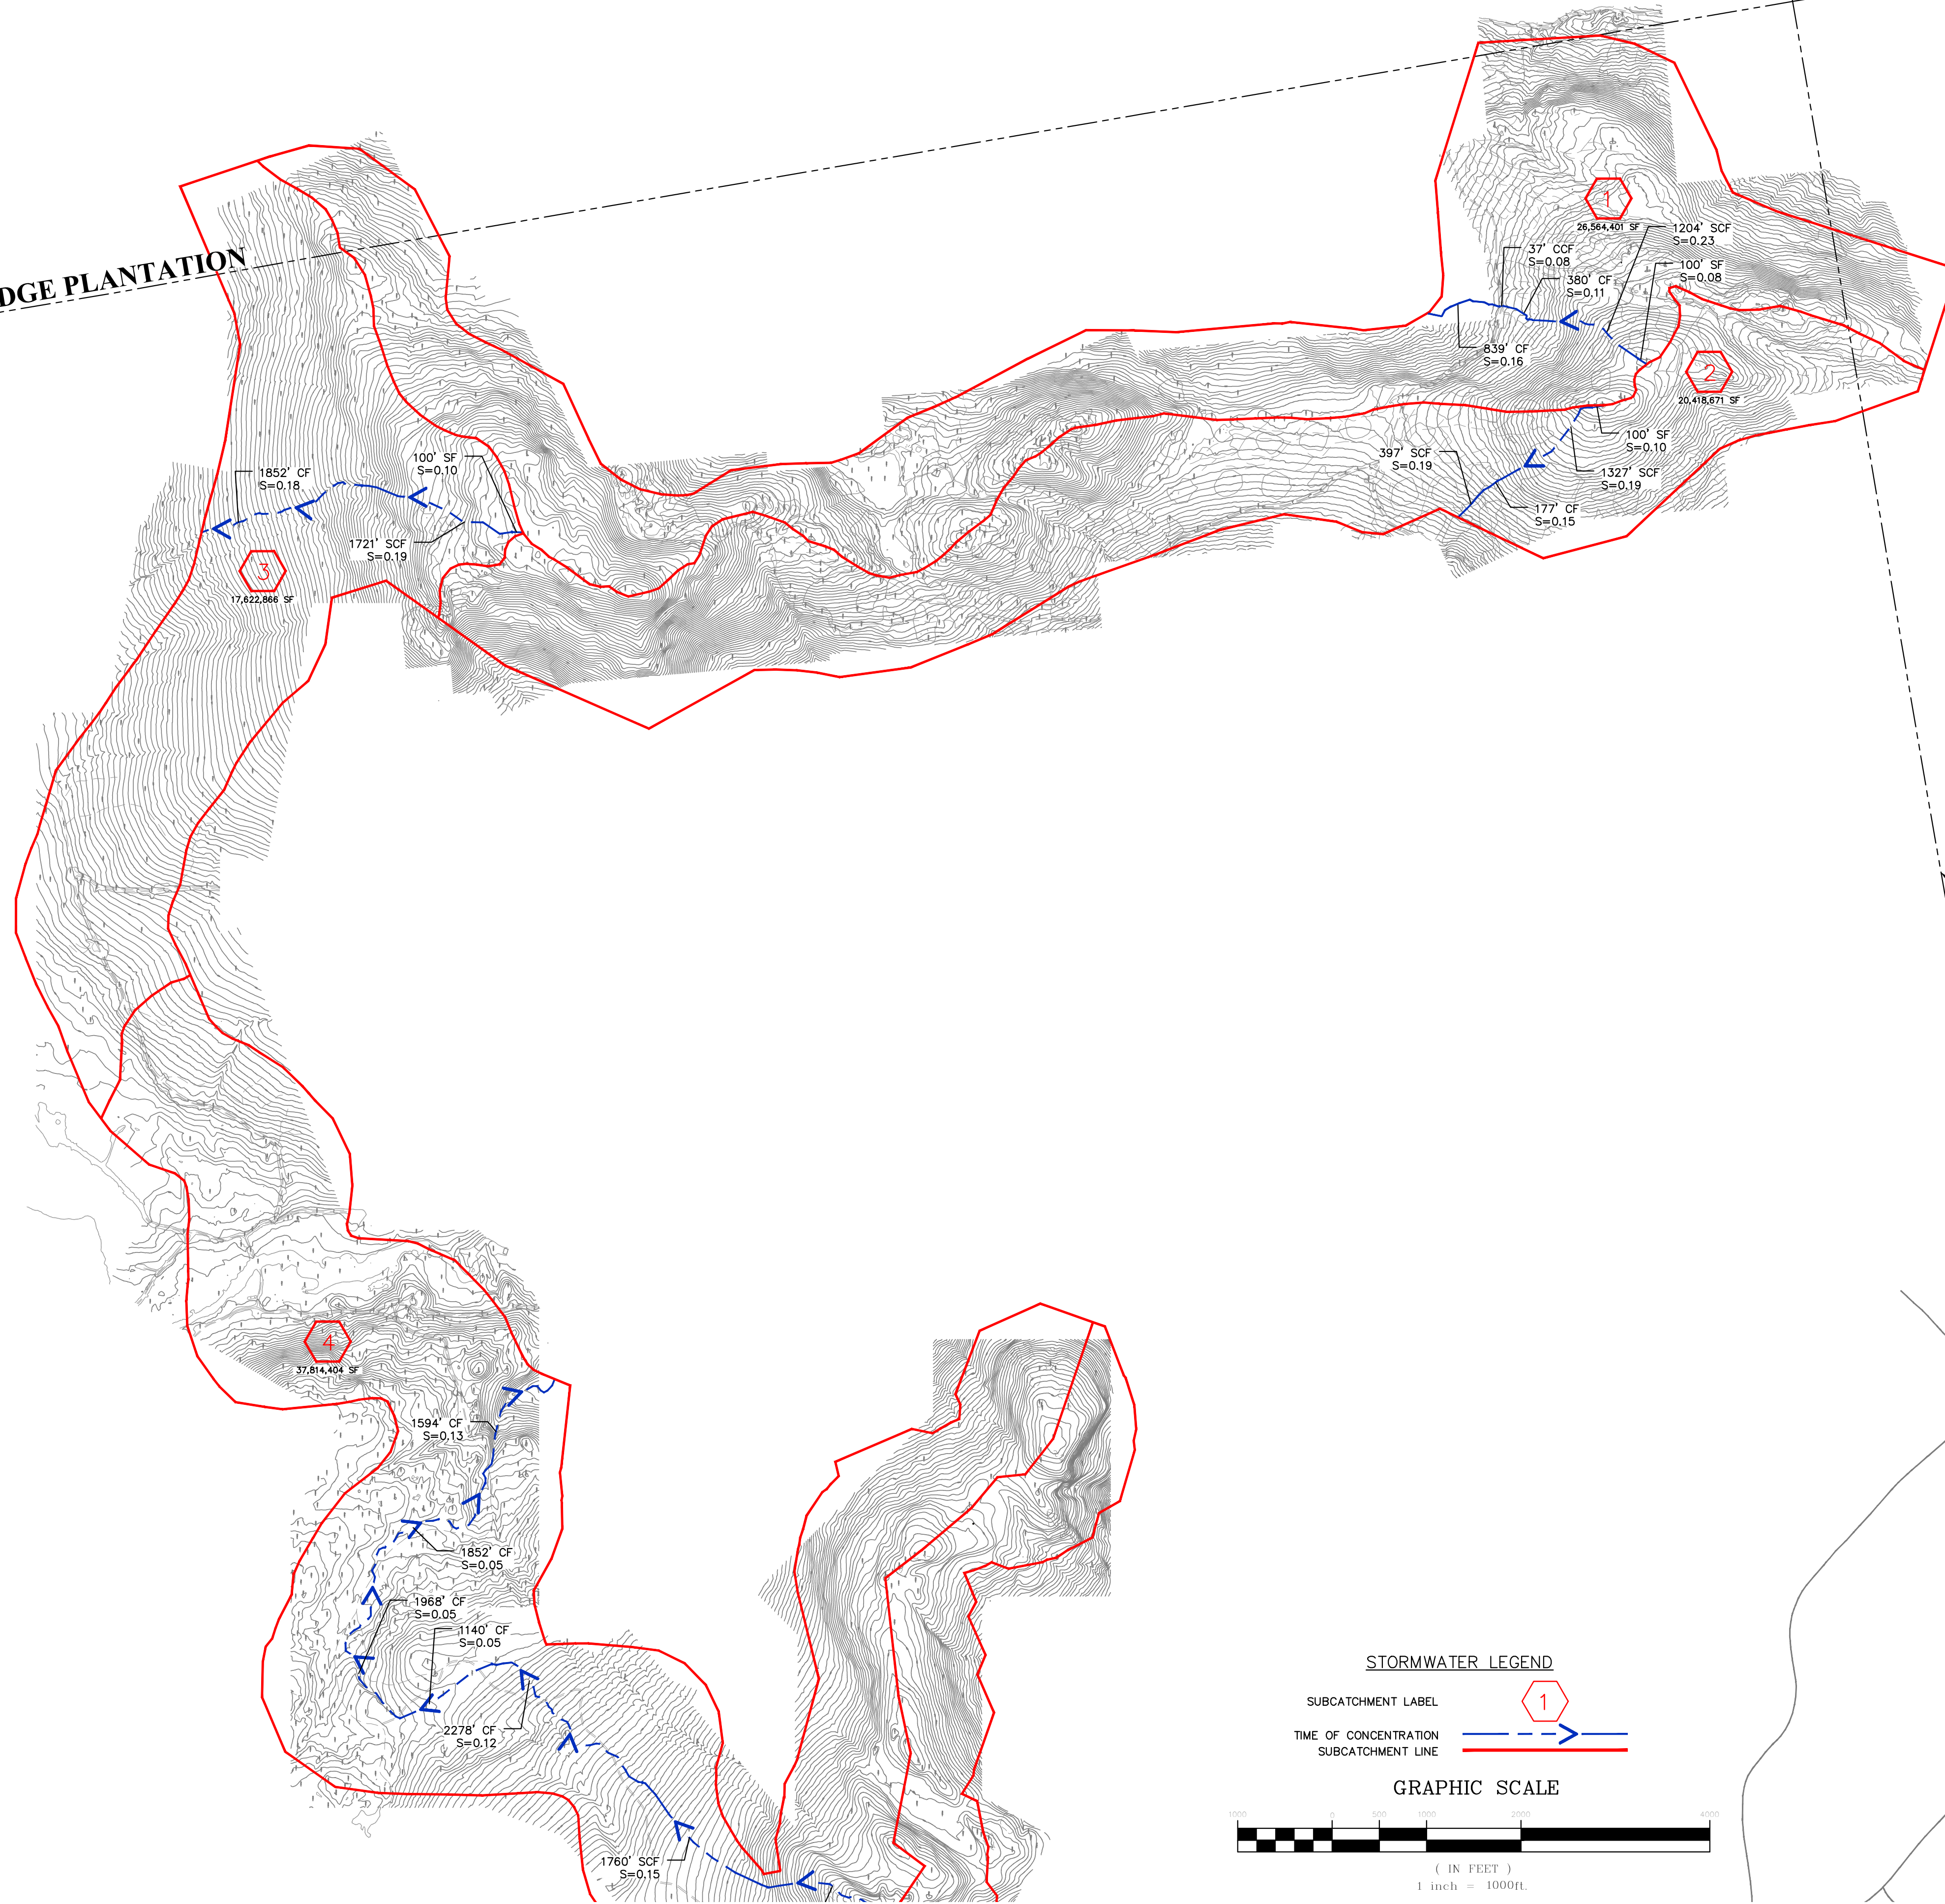 DGE PLANTATION
1
26,564,401 SF
1204' SCF
S=0.23
37' CCF
S=0.08
100' SF
S=0.08
380' CF
S=0.11
839' CF
S=0.16
2
20,418,671 SF
100' SF
S=0.10
397' SCF
S=0.19
1327' SCF
S=0.19
177' CF
S=0.15
100' SF
S=0.10
1852' CF
S=0.18
1721' SCF
S=0.19
3
17,622,866 SF
4
37,814,404 SF
1594' CF
S=0.13
1852' CF
S=0.05
1968' CF
S=0.05
1140' CF
S=0.05
2278' CF
S=0.12
1760' SCF
S=0.15
STORMWATER LEGEND
SUBCATCHMENT LABEL
1
TIME OF CONCENTRATION
SUBCATCHMENT LINE
GRAPHIC SCALE
1000 0 500 1000 2000 4000
( IN FEET )
1 inch = 1000ft.